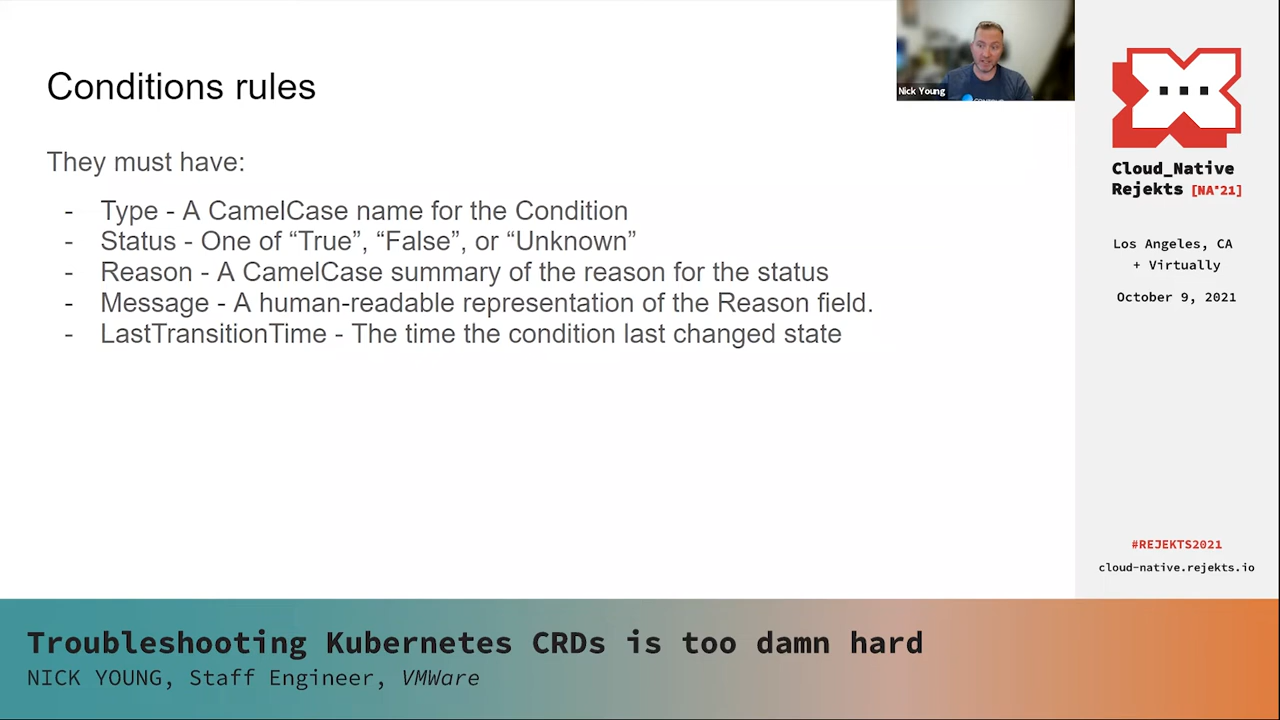 Conditions rules
They must have:
- Type - A CamelCase name for the Condition
- Status - One of “True”, “False”, or “Unknown”
- Reason - A CamelCase summary of the reason for the status
- Message - A human-readable representation of the Reason field.
- LastTransitionTime - The time the condition last changed state
Nick Young
Cloud_Native
Rejekts [NA'21]
Los Angeles, CA
+ Virtually
October 9, 2021
#REJEKTS2021
cloud-native.rejekts.io
Troubleshooting Kubernetes CRDs is too damn hard
NICK YOUNG, Staff Engineer, VMWare